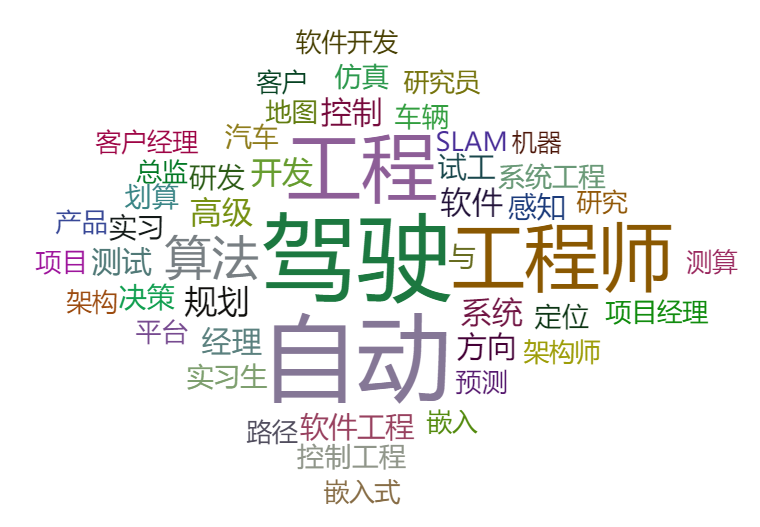 软件开发
客户 仿真 研究员
地图 控制 车辆
客户经理 汽车 工程 SLAM 机器
总监 研发 开发 试工 系统工程
划算 高级 软件 感知 研究
产品 实习 驾驶 与 工程师
项目 测试 算法 测算
架构 决策 规划 系统 定位 项目经理
平台 经理 自动 方向 架构师
实习生 预测
路径 软件工程 嵌入
控制工程
嵌入式